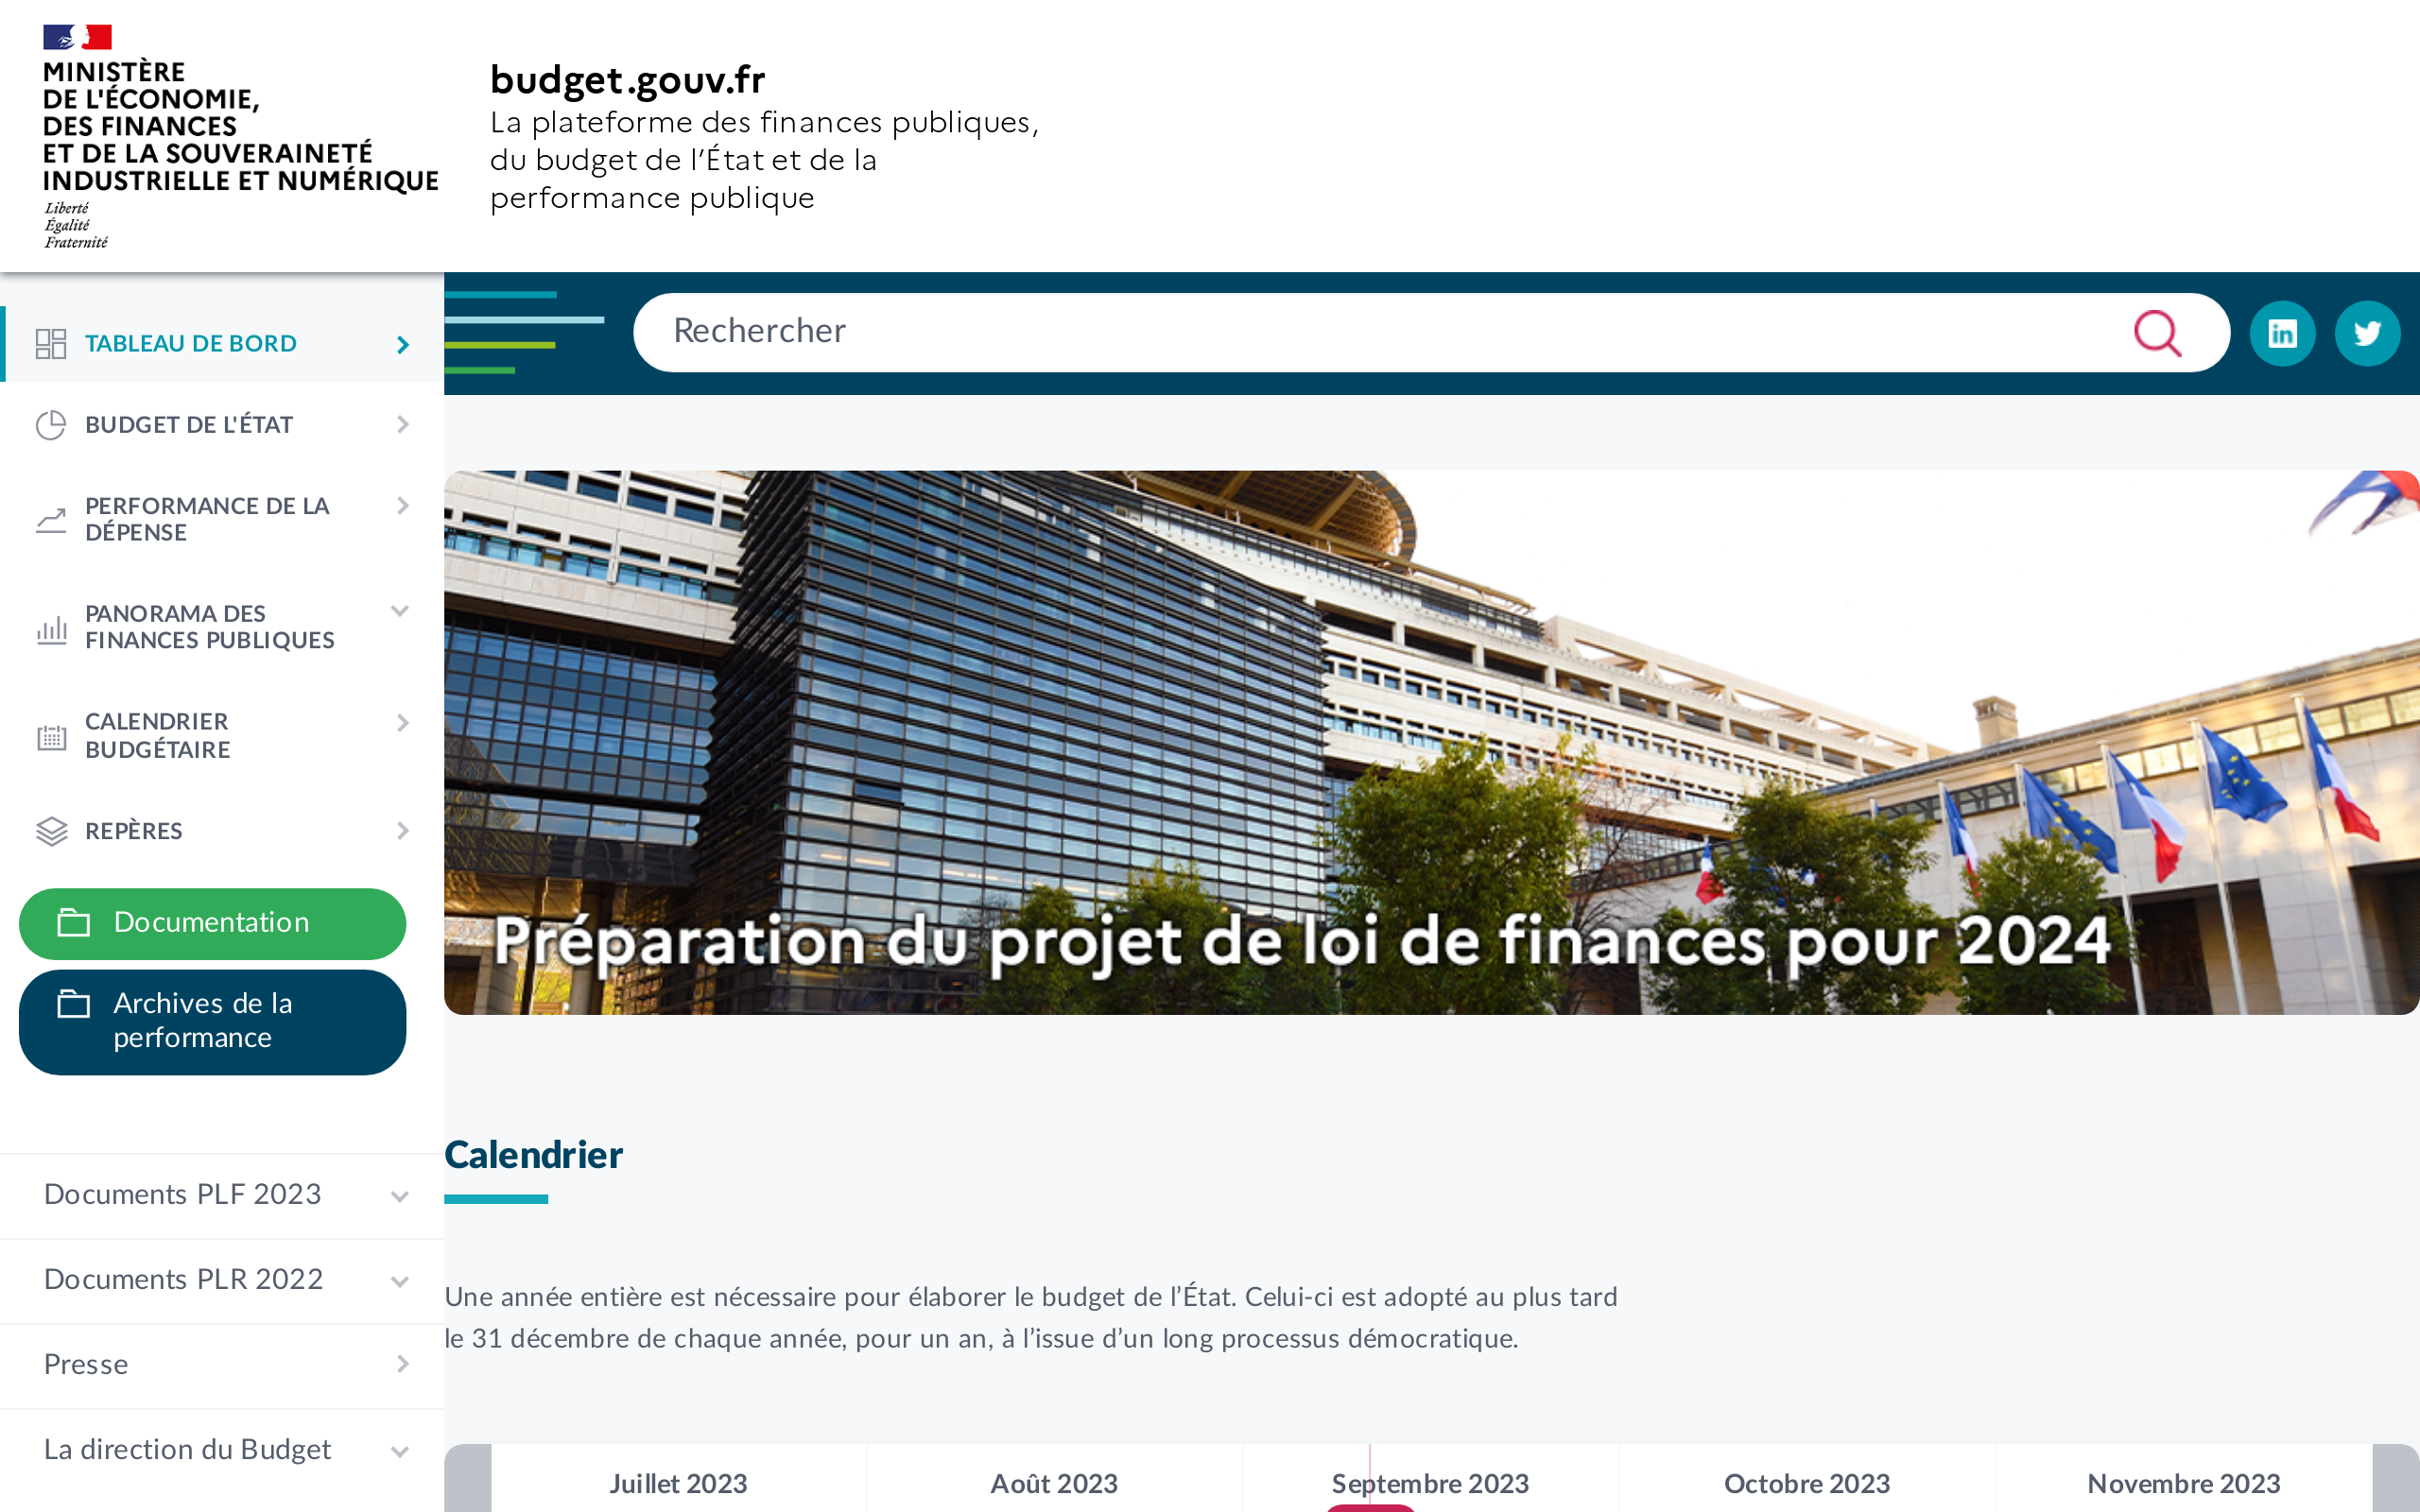 MINISTÈRE
DE L'ÉCONOMIE,
DES FINANCES
ET DE LA SOUVERAINETÉ
INDUSTRIELLE ET NUMÉRIQUE
Liberté
Égalité
Fraternité
budget.gouv.fr
La plateforme des finances publiques,
du budget de l’État et de la
performance publique
Rechercher
in
TABLEAU DE BORD
BUDGET DE L'ÉTAT
PERFORMANCE DE LA
DÉPENSE
PANORAMA DES
FINANCES PUBLIQUES
CALENDRIER
BUDGÉTAIRE
REPÈRES
Documentation
Archives de la
performance
Documents PLF 2023
Documents PLR 2022
Presse
La direction du Budget
Préparation du projet de loi de finances pour 2024
Calendrier
Une année entière est nécessaire pour élaborer le budget de l’État. Celui-ci est adopté au plus tard
le 31 décembre de chaque année, pour un an, à l’issue d’un long processus démocratique.
Juillet 2023
Août 2023
Septembre 2023
Octobre 2023
Novembre 2023